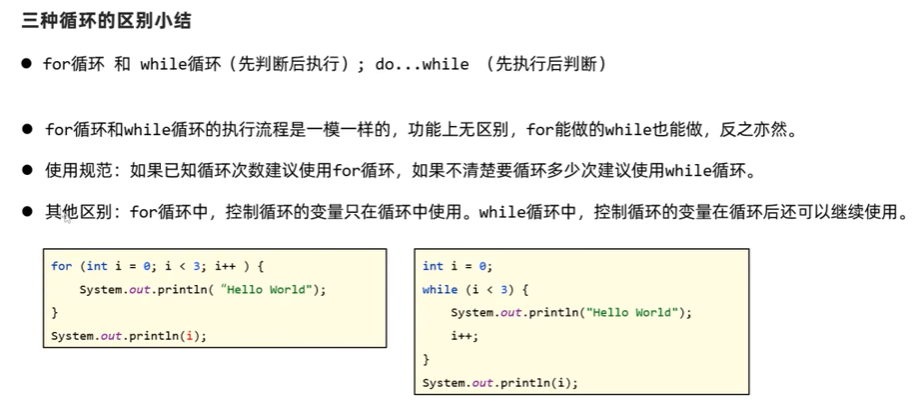 三种循环的区别小结
● for循环 和 while循环（先判断后执行）; do...while （先执行后判断）
● for循环和while循环的执行流程是一模一样的，功能上无区别，for能做的while也能做，反之亦然。
● 使用规范：如果已知循环次数建议使用for循环，如果不清楚要循环多少次建议使用while循环。
● 其他区别：for循环中，控制循环的变量只在循环中使用。while循环中，控制循环的变量在循环后还可以继续使用。
for (int i = 0; i < 3; i++ ) {
System.out.println( “Hello World");
}
System.out.println(i);
int i = 0;
while (i < 3) {
System.out.println("Hello World");
i++;
}
System.out.println(i);